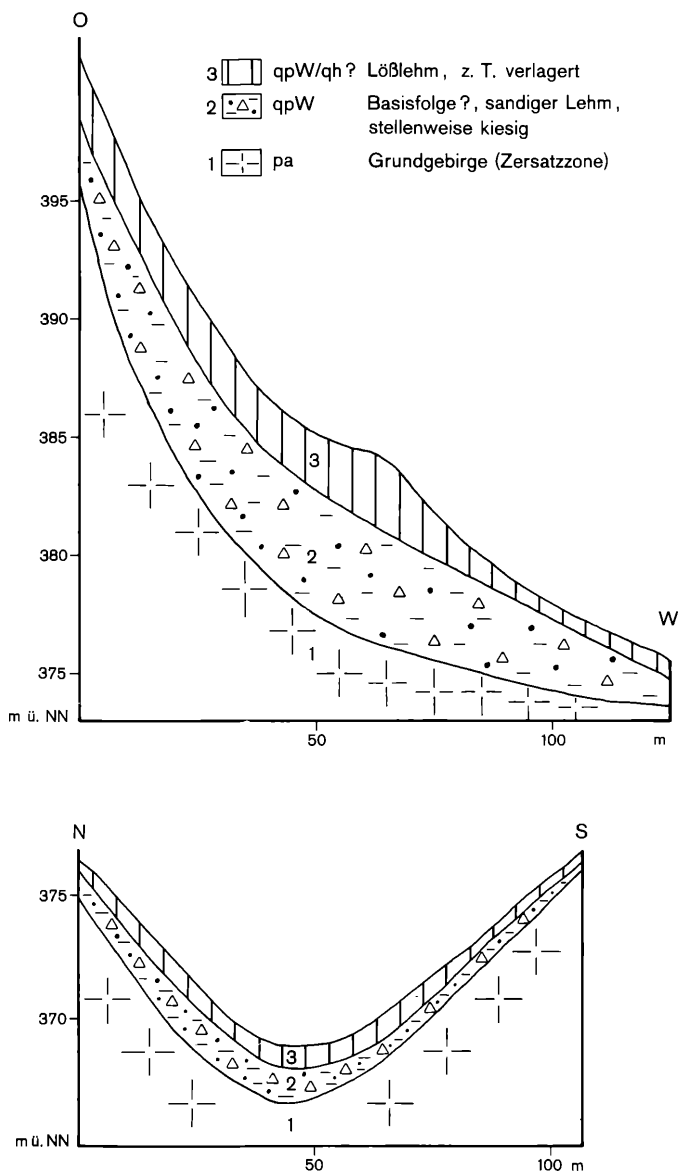 O
3 qpW/qh? Lößlehm, z. T. verlagert
2 qpW Basisfolge?, sandiger Lehm,
stellenweise kiesig
1 pa Grundgebirge (Zersatzzone)
395
390
385
3
380
2
W
1
375
m ü. NN
50
100
m
N
S
375
370
3
2
1
m ü. NN
50
100 m